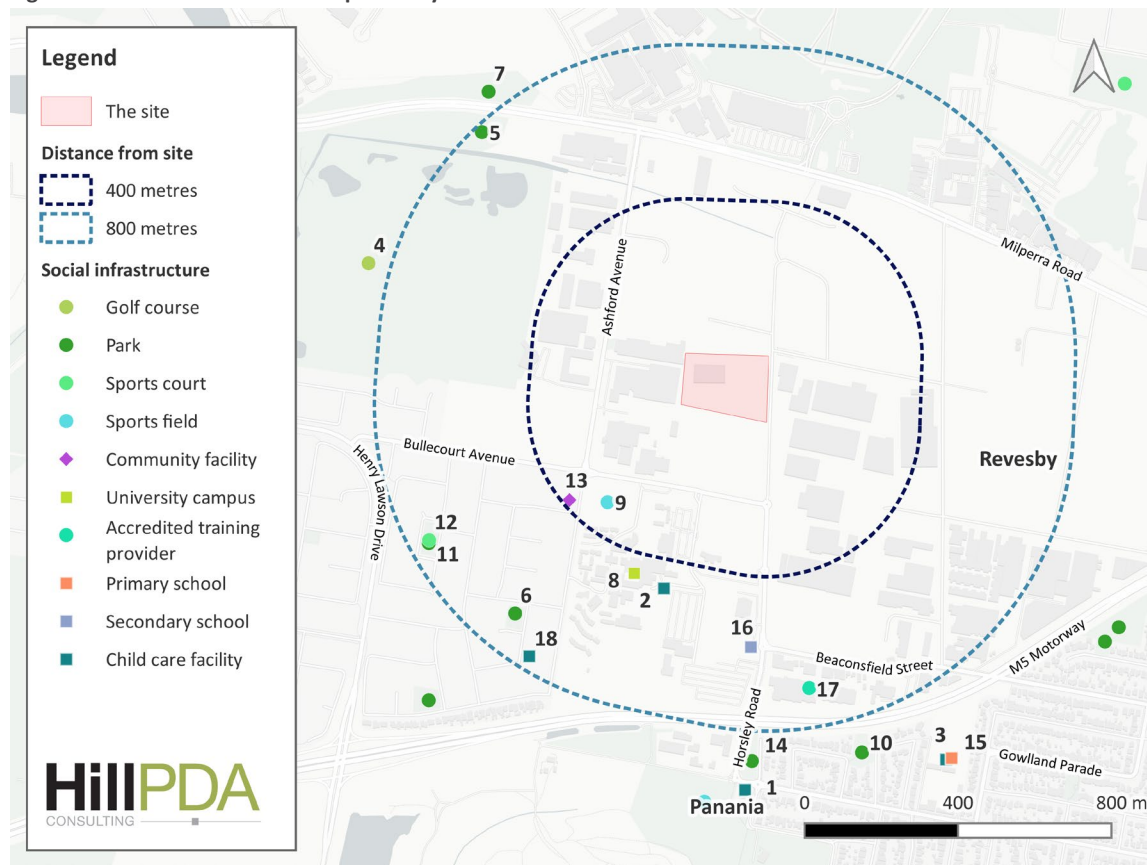 Legend
The site
Distance from site
400 metres
800 metres
Social infrastructure
Golf course
Park
Sports court
Sports field
Community facility
University campus
Accredited training
provider
Primary school
Secondary school
Child care facility
HillPDA
CONSULTING
7
5
4
Milperra Road
Ashford Avenue
Bullecourt Avenue
Henry Lawson Drive
Revesby
13
9
12
11
8
2
6
18
16
Beaconsfield Street
M5 Motorway
17
Horsley Road
14
10
3
15
Gowlland Parade
1
Panania
0
400
800 m